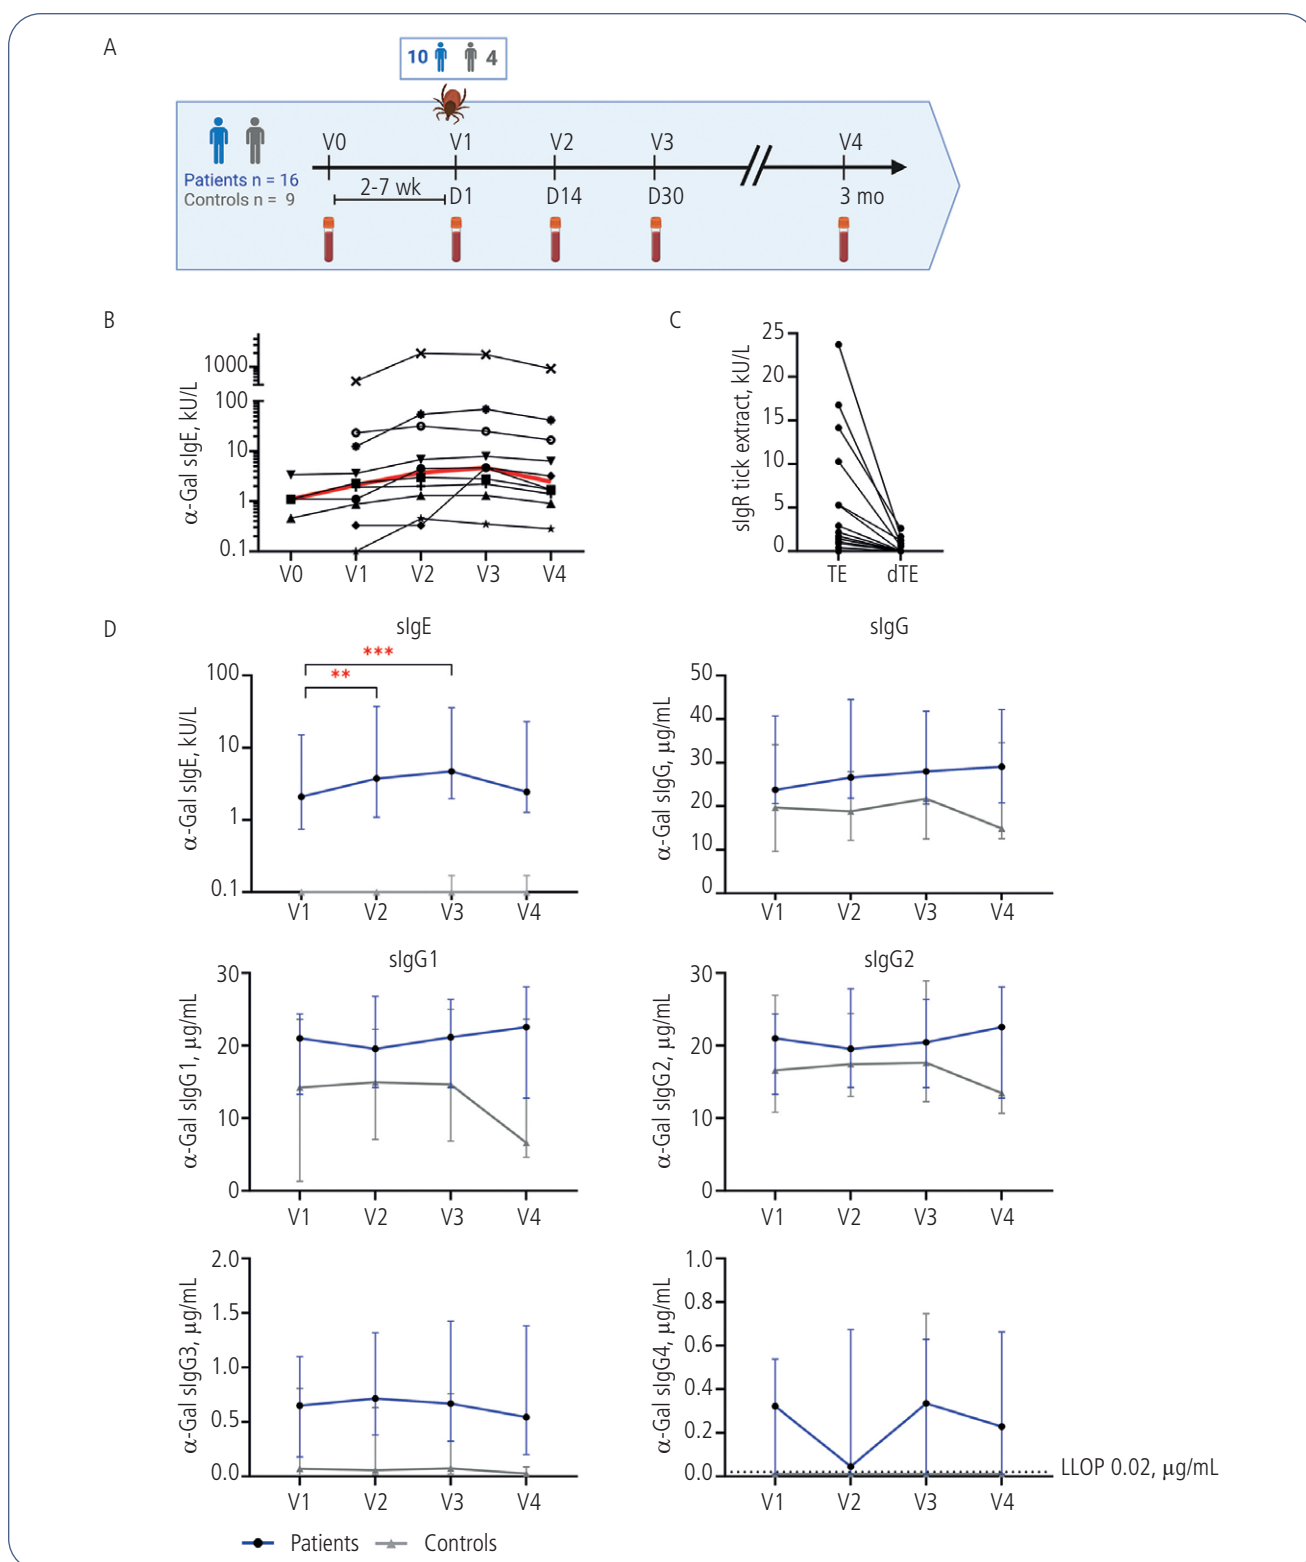 A
10 4
V0 V1 V2 V3 V4
Patients n = 16
Controls n = 9
2-7 wk
D1 D14 D30 3 mo
B
α-Gal sIgE, kU/L
1000
100
10
1
0.1
V0 V1 V2 V3 V4
C
sIgR tick extract, kU/L
25
20
15
10
5
0
TE dTE
D
sIgE
***
**
α-Gal sIgE, kU/L
100
10
1
0.1
V1 V2 V3 V4
sIgG
α-Gal sIgG, µg/mL
50
40
30
20
10
0
V1 V2 V3 V4
sIgG1
α-Gal sIgG1, µg/mL
30
20
10
0
V1 V2 V3 V4
sIgG2
α-Gal sIgG2, µg/mL
30
20
10
0
V1 V2 V3 V4
α-Gal sIgG3, µg/mL
2.0
1.5
1.0
0.5
0.0
V1 V2 V3 V4
α-Gal sIgG4, µg/mL
1.0
0.8
0.6
0.4
0.2
0.0
LLOP 0.02, µg/mL
V1 V2 V3 V4
Patients Controls